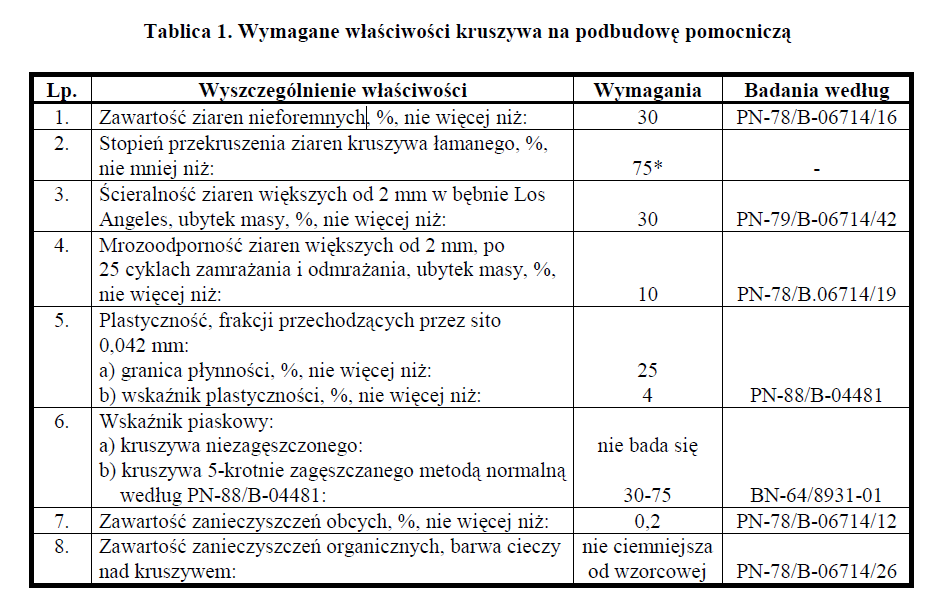 Tablica 1. Wymagane właściwości kruszywa na podbudowę pomocniczą
Lp. Wyszczególnienie właściwości Wymagania Badania według
1. Zawartość ziaren nieforemnych, %, nie więcej niż: 30 PN-78/B-06714/16
2. Stopień przekruszenia ziaren kruszywa łamanego, %,
nie mniej niż: 75* -
3. Ścieralność ziaren większych od 2 mm w bębnie Los
Angeles, ubytek masy, %, nie więcej niż: 30 PN-79/B-06714/42
4. Mrozoodporność ziaren większych od 2 mm, po
25 cyklach zamrażania i odmrażania, ubytek masy, %,
nie więcej niż: 10 PN-78/B.06714/19
5. Plastyczność, frakcji przechodzących przez sito
0,042 mm:
a) granica płynności, %, nie więcej niż: 25
b) wskaźnik plastyczności, %, nie więcej niż: 4 PN-88/B-04481
6. Wskaźnik piaskowy:
a) kruszywa niezagęszczonego: nie bada się
b) kruszywa 5-krotnie zagęszczanego metodą normalną
według PN-88/B-04481: 30-75 BN-64/8931-01
7. Zawartość zanieczyszczeń obcych, %, nie więcej niż: 0,2 PN-78/B-06714/12
8. Zawartość zanieczyszczeń organicznych, barwa cieczy nie ciemniejsza
nad kruszywem: od wzorcowej PN-78/B-06714/26